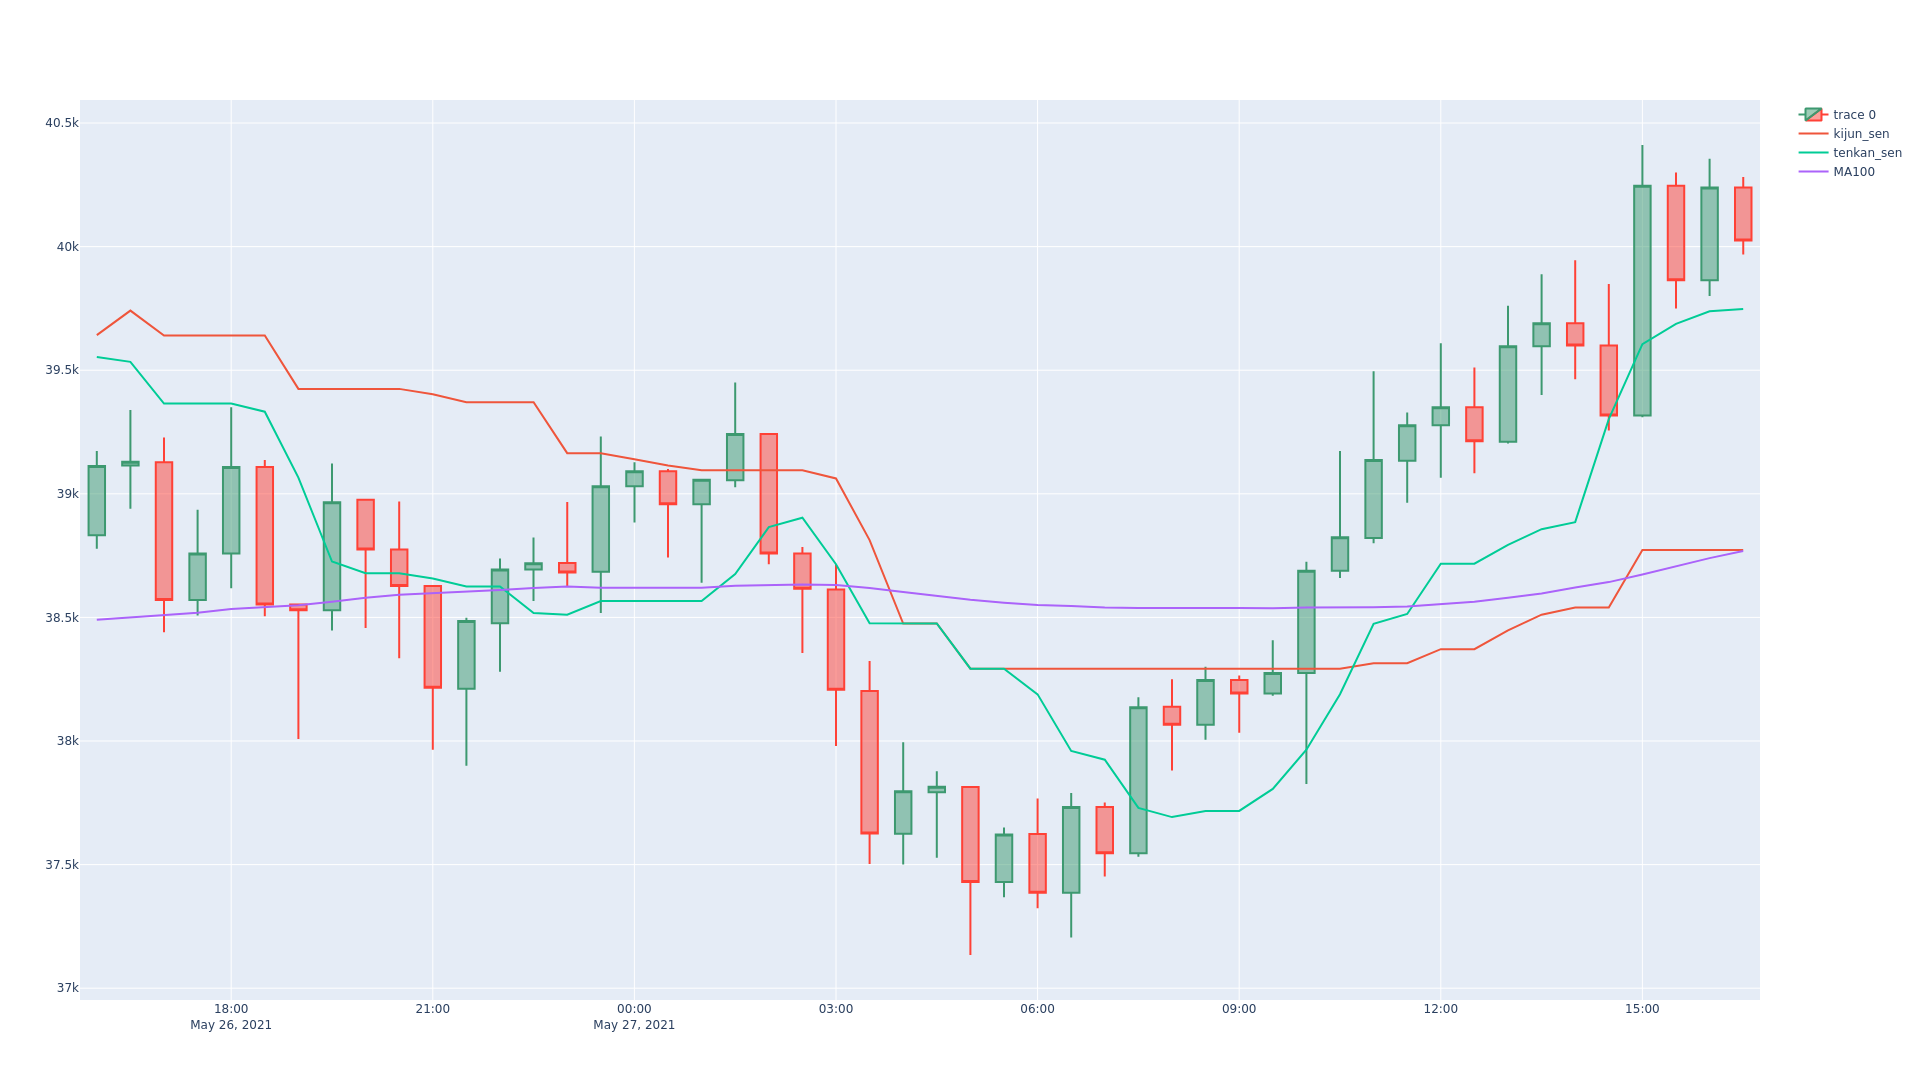 trace 0
kijun_sen
tenkan_sen
MA100
40.5k
40k
39.5k
39k
38.5k
38k
37.5k
37k
18:00 21:00 00:00 03:00 06:00 09:00 12:00 15:00
May 26, 2021 May 27, 2021